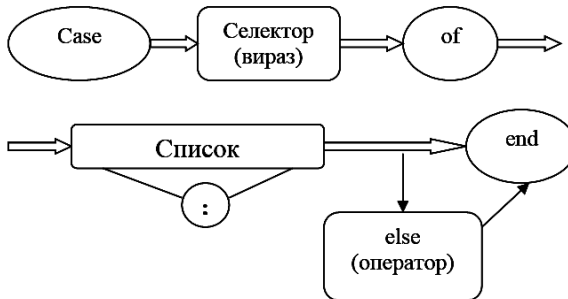 Case
Селектор
(вираз)
of
Список
:
end
else
(оператор)